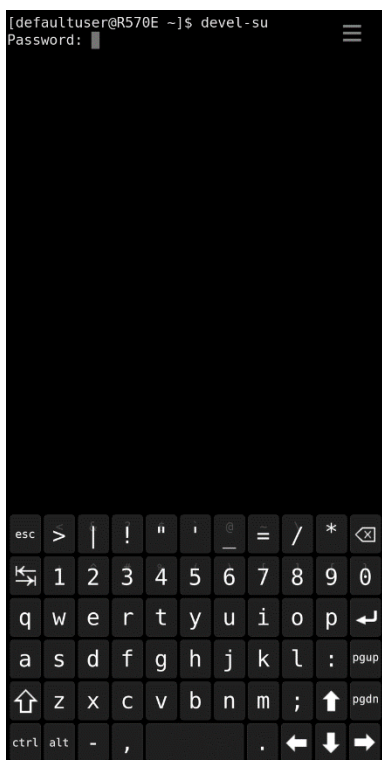 [defaultuser@R570E ~]$ devel-su
Password:
esc > | ! " ' _ @ = ~ / *
1 2 3 4 5 6 7 8 9 0
q w e r t y u i o p
a s d f g h j k l : pgup
z x c v b n m ; pgdn
ctrl alt - , .